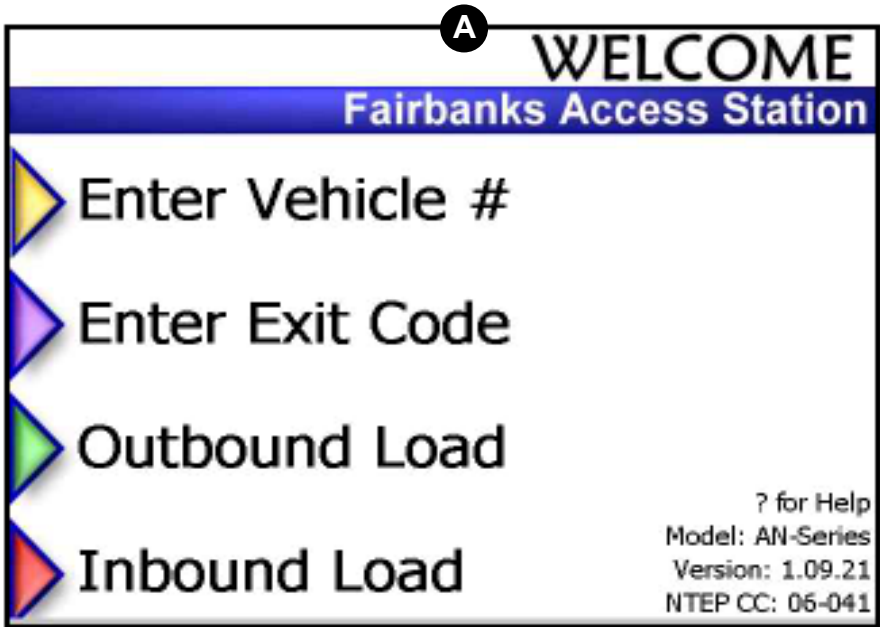 A
WELCOME
Fairbanks Access Station
Enter Vehicle #
Enter Exit Code
Outbound Load
Inbound Load
? for Help
Model: AN-Series
Version: 1.09.21
NTEP CC: 06-041